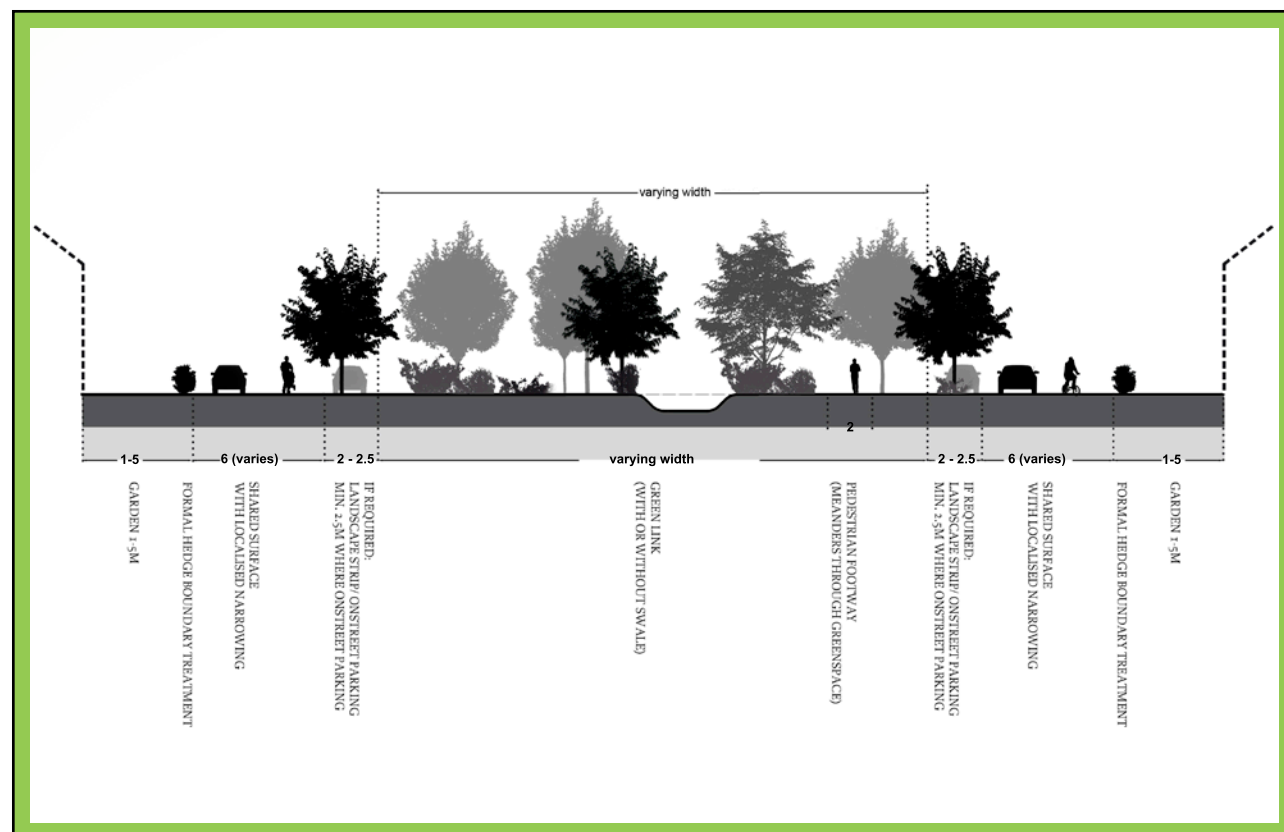 varying width
2
1-5
6 (varies)
2 - 2.5
varying width
2 - 2.5
6 (varies)
1-5
GARDEN 1-5M
FORMAL HEDGE BOUNDARY TREATMENT
SHARED SURFACE
WITH LOCALISED NARROWING
IF REQUIRED:
LANDSCAPE STRIP/ ONSTREET PARKING
MIN. 2.5M WHERE ONSTREET PARKING
GREEN LINK
(WITH OR WITHOUT SWALE)
PEDESTRIAN FOOTWAY
(MEANDERS THROUGH GREENSPACE)
IF REQUIRED:
LANDSCAPE STRIP/ ONSTREET PARKING
MIN. 2.5M WHERE ONSTREET PARKING
SHARED SURFACE
WITH LOCALISED NARROWING
FORMAL HEDGE BOUNDARY TREATMENT
GARDEN 1-5M